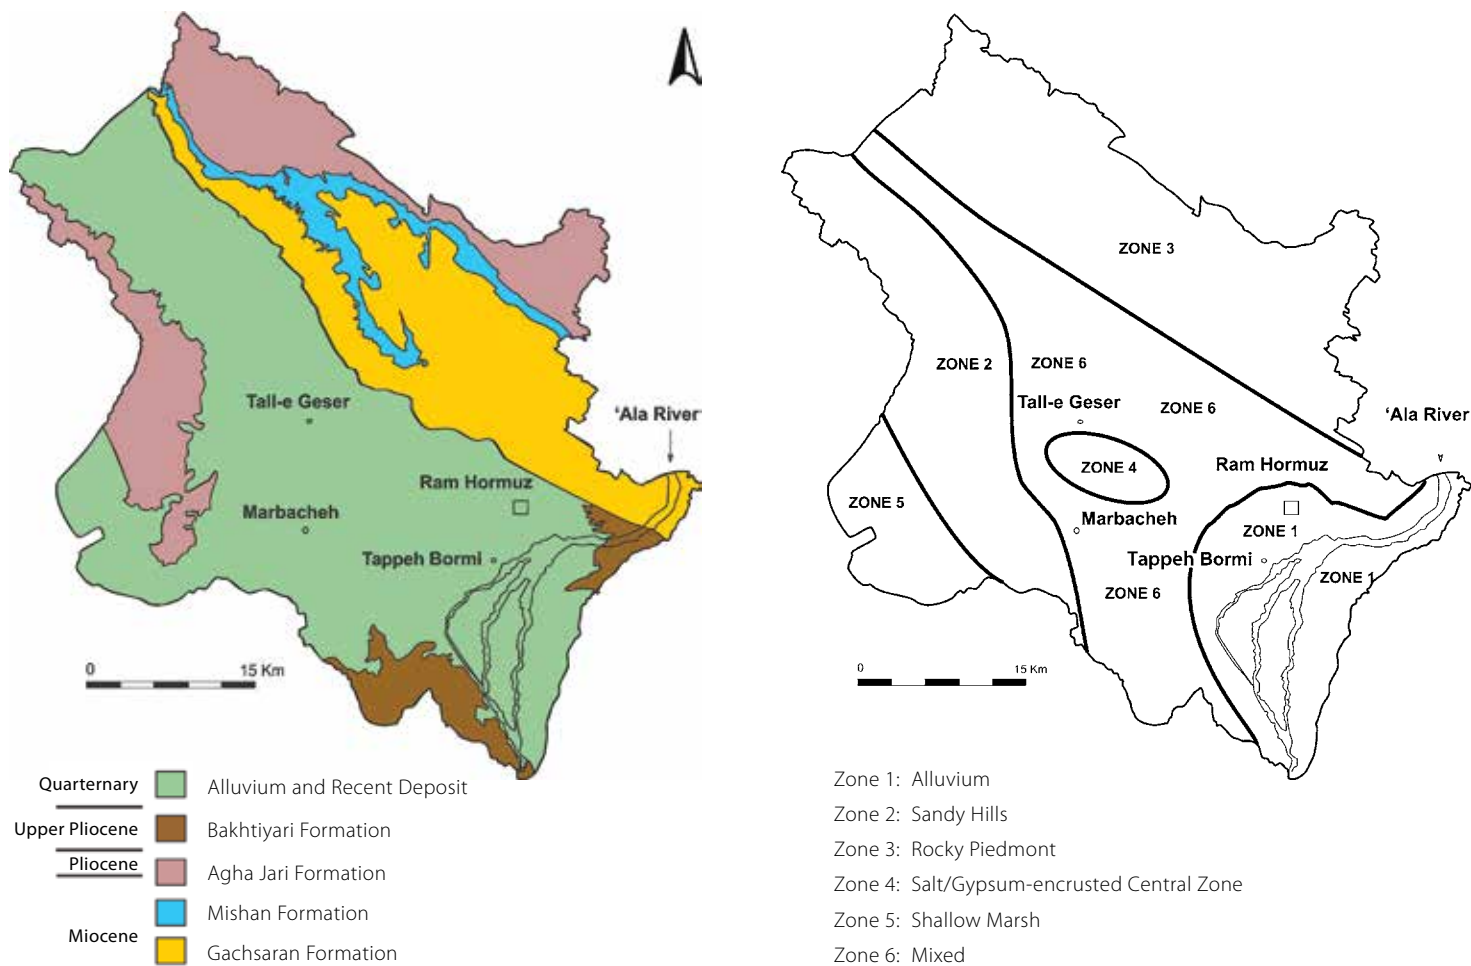 Tall-e Geser
'Ala River
Ram Hormuz
Marbacheh
Tappeh Bormi
0 15 Km
Quarternary Alluvium and Recent Deposit
Upper Pliocene Bakhtiyari Formation
Pliocene Agha Jari Formation
Mishan Formation
Miocene
Gachsaran Formation
ZONE 3
ZONE 2
ZONE 6
Tall-e Geser
ZONE 6
'Ala River
ZONE 4
Ram Hormuz
ZONE 5
Marbacheh
ZONE 1
Tappeh Bormi
ZONE 1
ZONE 6
0 15 Km
Zone 1: Alluvium
Zone 2: Sandy Hills
Zone 3: Rocky Piedmont
Zone 4: Salt/Gypsum-encrusted Central Zone
Zone 5: Shallow Marsh
Zone 6: Mixed